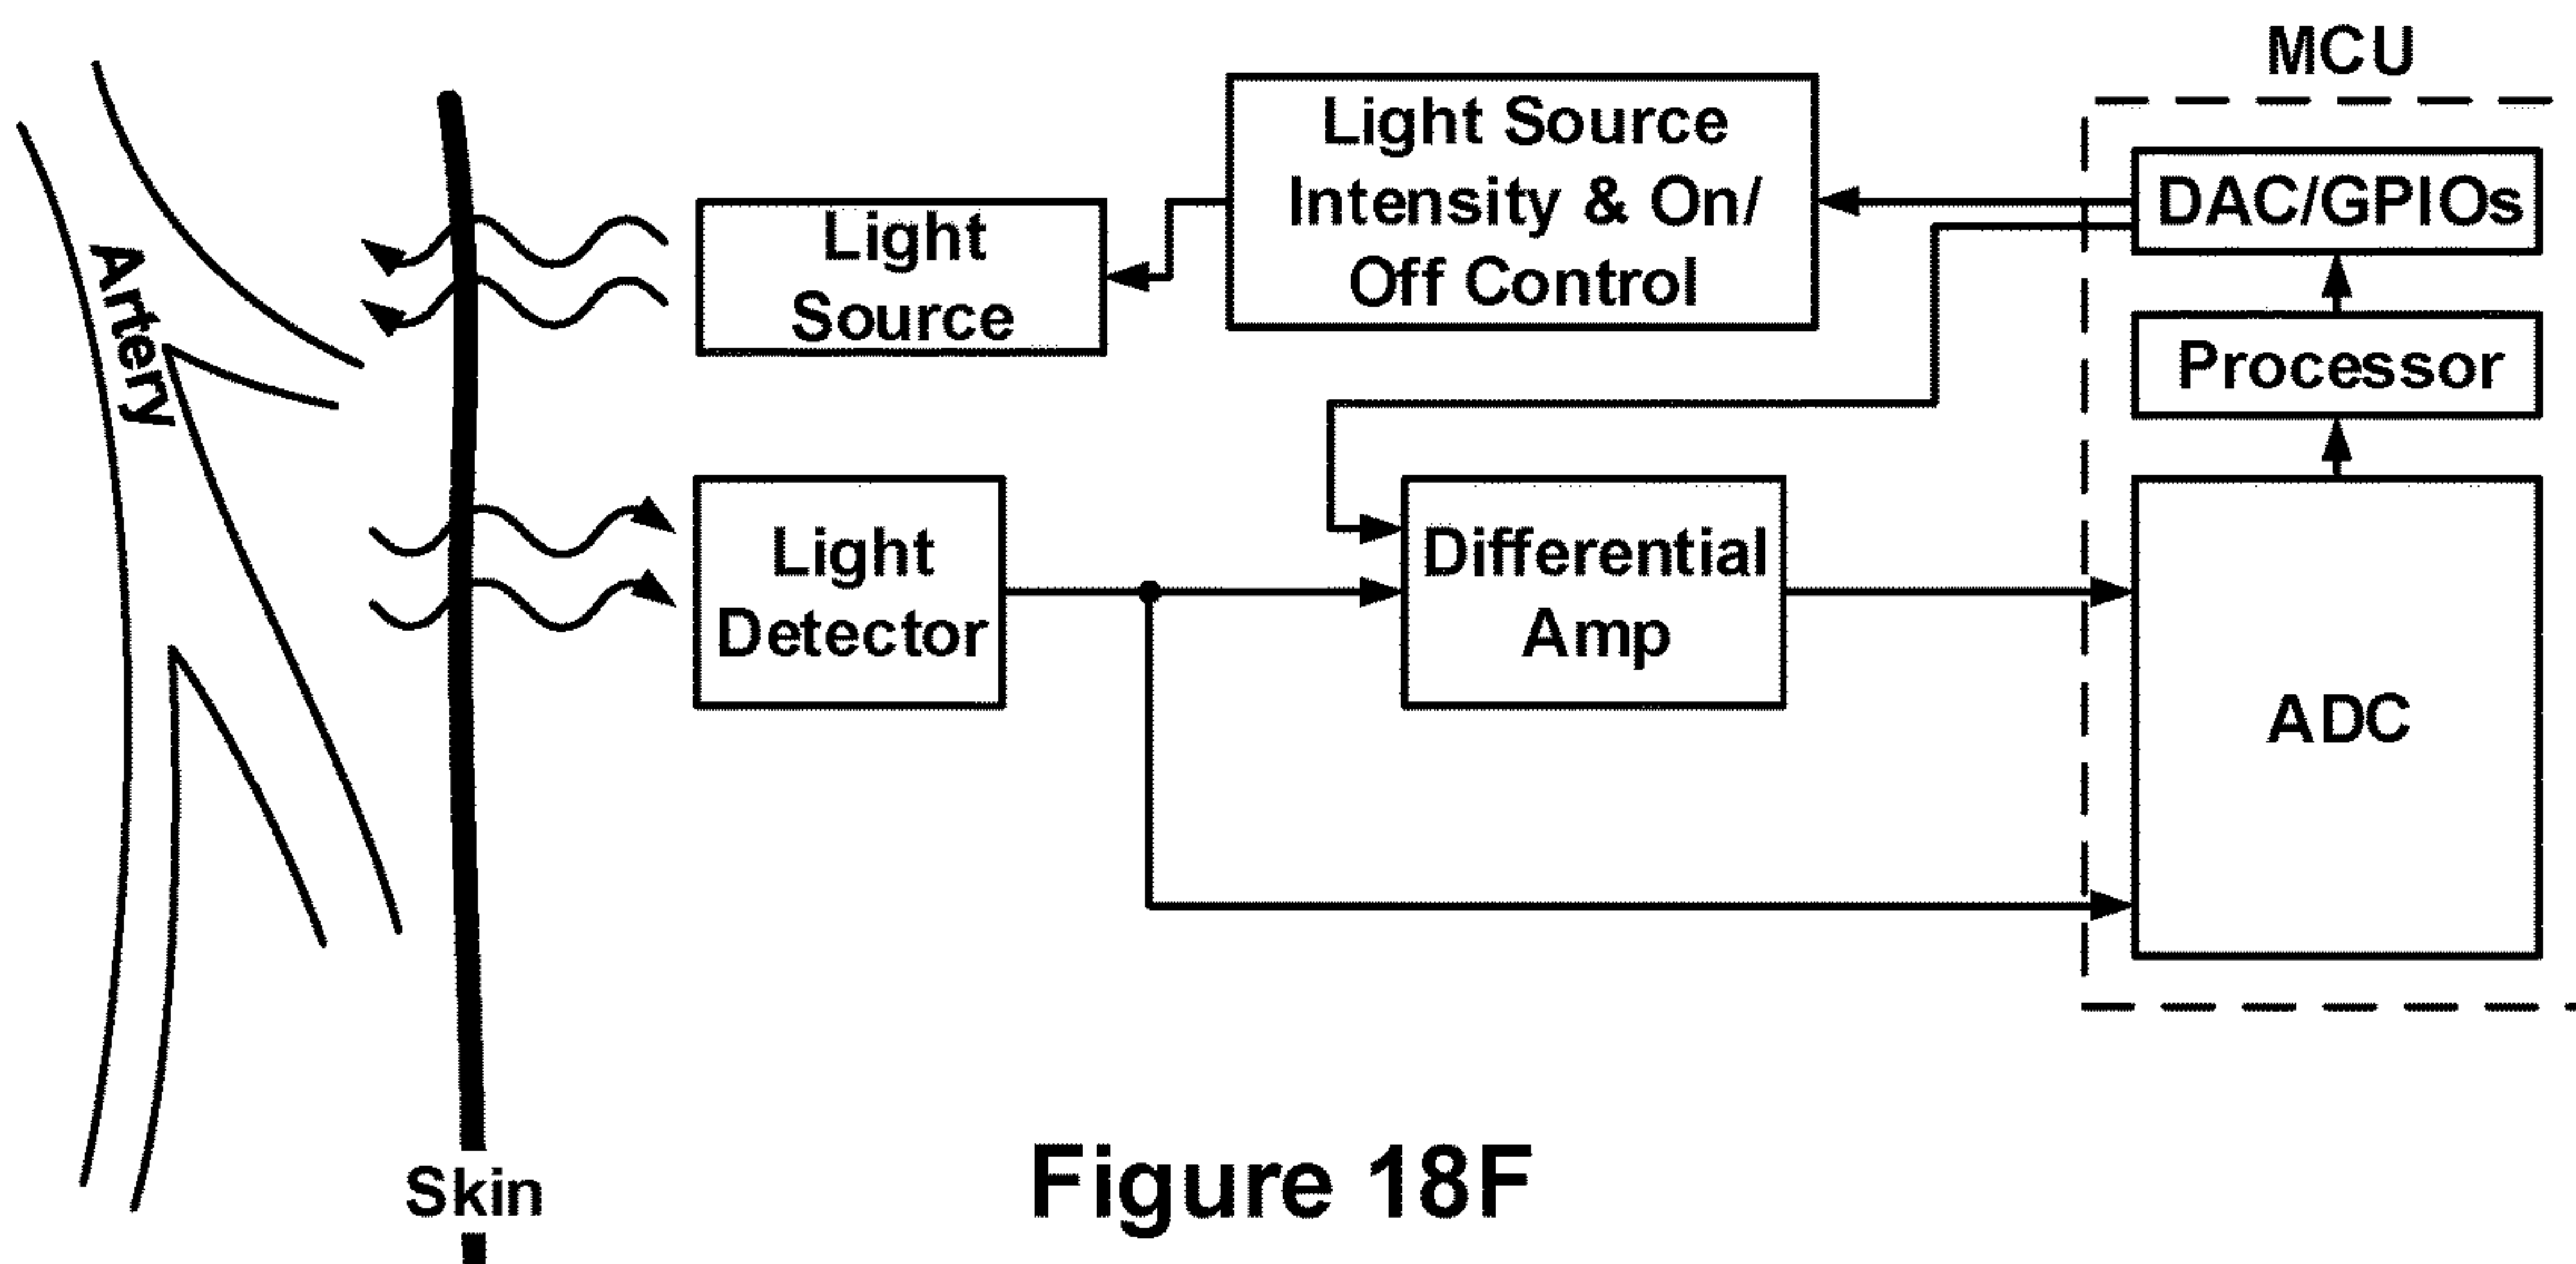 MCU
Light Source
Intensity & On/
Off Control
DAC/GPIOs
Light
Source
Artery
Processor
Light
Detector
Differential
Amp
ADC
Skin
Figure 18F